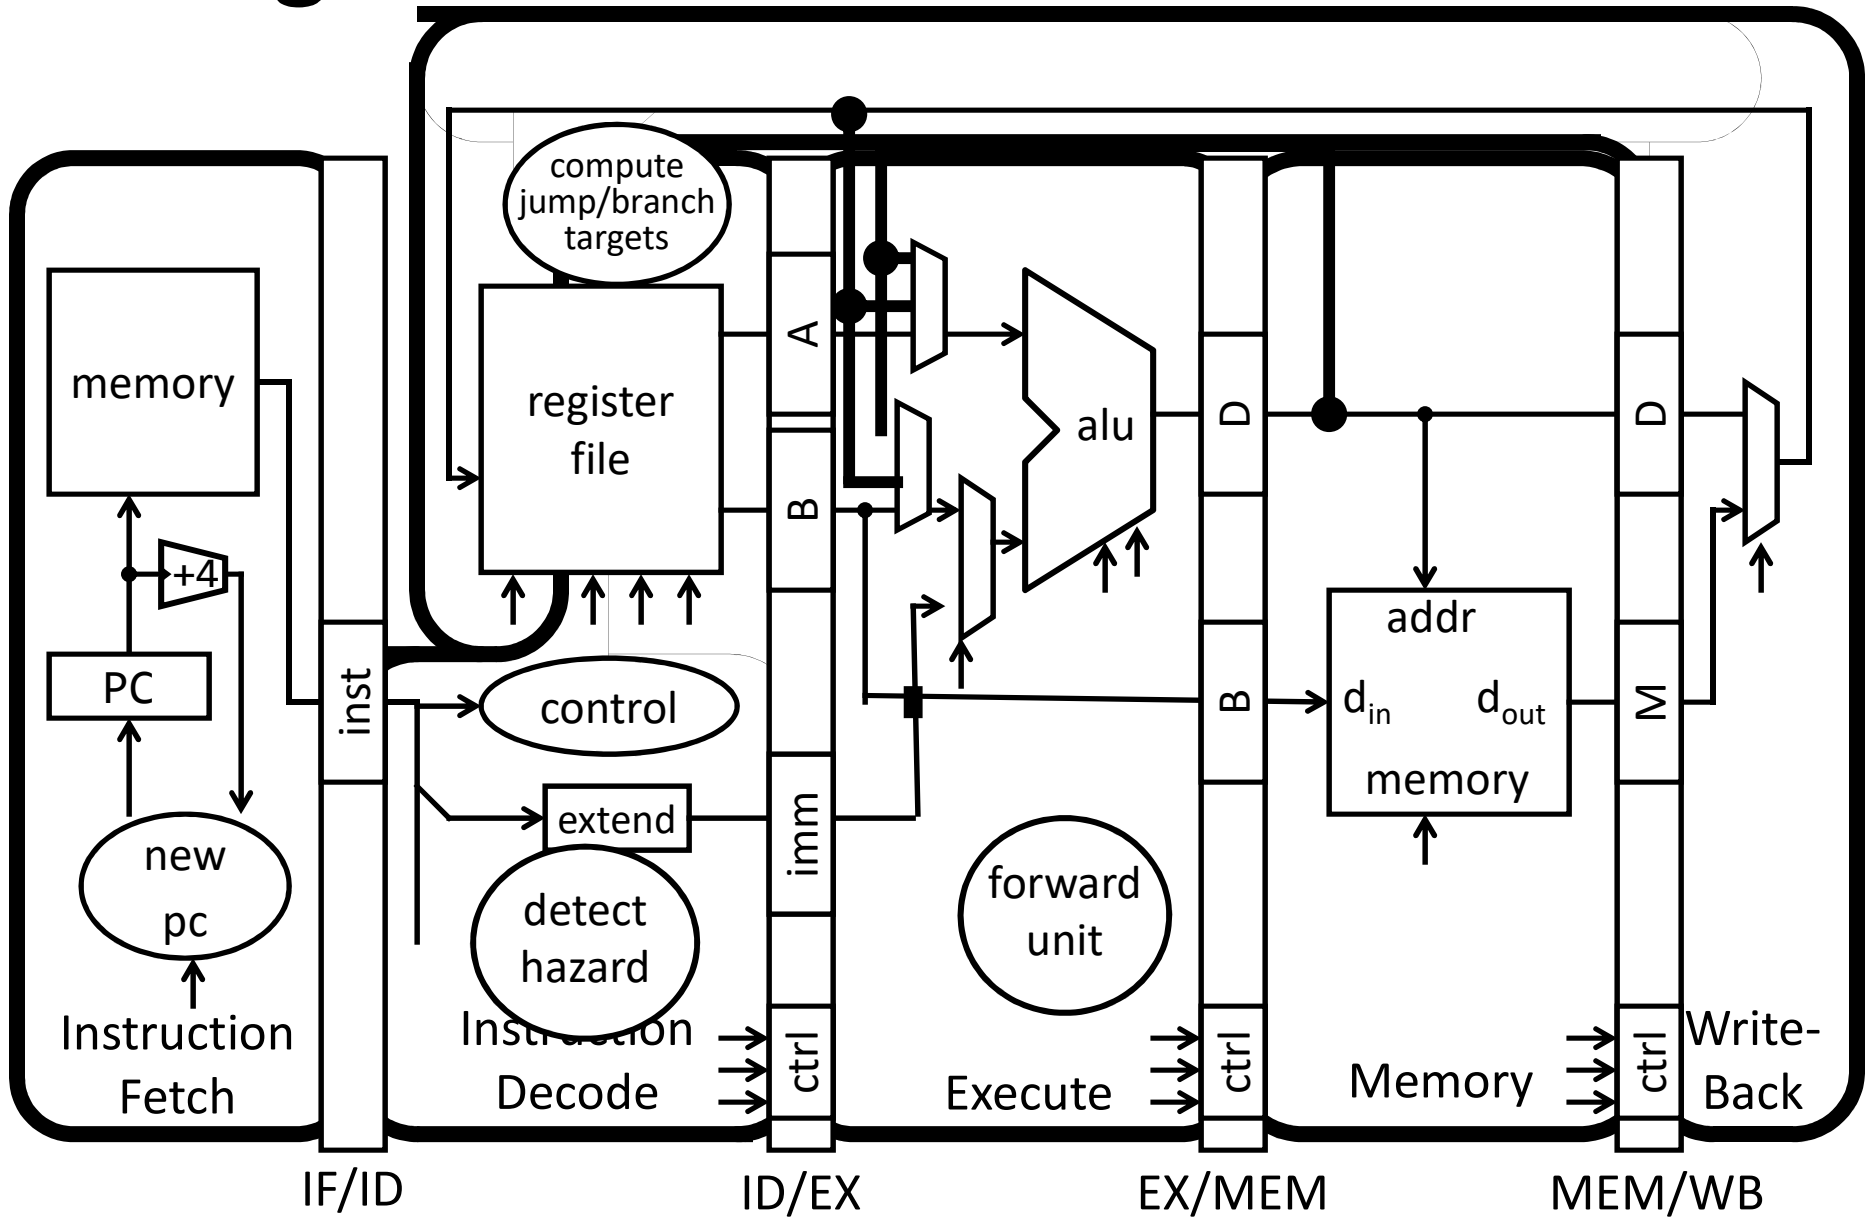 compute
jump/branch
targets
memory
+4
PC
new
pc
Instruction
Fetch
inst
register
file
control
extend
detect
hazard
Instruction
Decode
A
B
imm
ctrl
alu
forward
unit
Execute
D
B
ctrl
addr
din
dout
memory
Memory
D
M
ctrl
Write-
Back
IF/ID
ID/EX
EX/MEM
MEM/WB